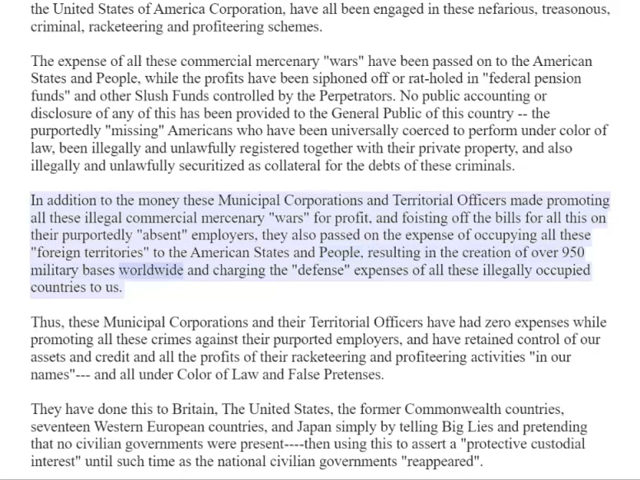 the United States of America Corporation, have all been engaged in these nefarious, treasonous,
criminal, racketeering and profiteering schemes.
The expense of all these commercial mercenary "wars" have been passed on to the American
States and People, while the profits have been siphoned off or rat-holed in "federal pension
funds" and other Slush Funds controlled by the Perpetrators. No public accounting or
disclosure of any of this has been provided to the General Public of this country -- the
purportedly "missing" Americans who have been universally coerced to perform under color of
law, been illegally and unlawfully registered together with their private property, and also
illegally and unlawfully securitized as collateral for the debts of these criminals.
In addition to the money these Municipal Corporations and Territorial Officers made promoting
all these illegal commercial mercenary "wars" for profit, and foisting off the bills for all this on
their purportedly "absent" employers, they also passed on the expense of occupying all these
"foreign territories" to the American States and People, resulting in the creation of over 950
military bases worldwide and charging the "defense" expenses of all these illegally occupied
countries to us.
Thus, these Municipal Corporations and their Territorial Officers have had zero expenses while
promoting all these crimes against their purported employers, and have retained control of our
assets and credit and all the profits of their racketeering and profiteering activities "in our
names"--- and all under Color of Law and False Pretenses.
They have done this to Britain, The United States, the former Commonwealth countries,
seventeen Western European countries, and Japan simply by telling Big Lies and pretending
that no civilian governments were present----then using this to assert a "protective custodial
interest" until such time as the national civilian governments "reappeared".